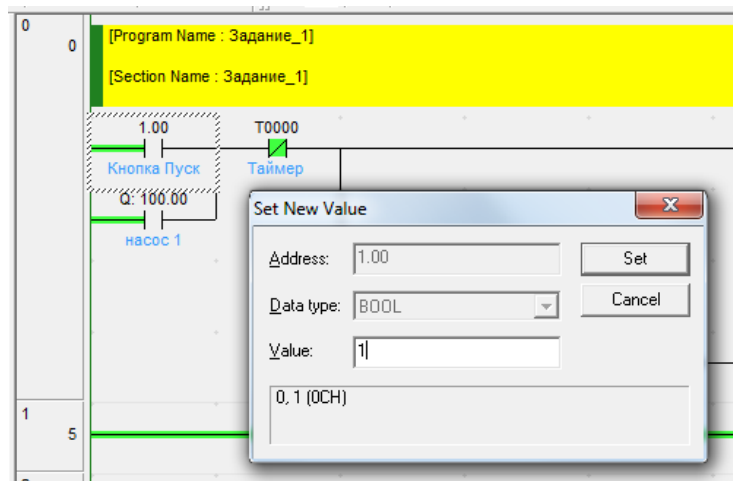 0
0
[Program Name : Задание_1]
[Section Name : Задание_1]
1.00
T0000
Кнопка Пуск
Таймер
Q: 100.00
насос 1
Set New Value
Address:
1.00
Set
Data type:
BOOL
Cancel
Value:
1
0, 1 (0CH)
1
5